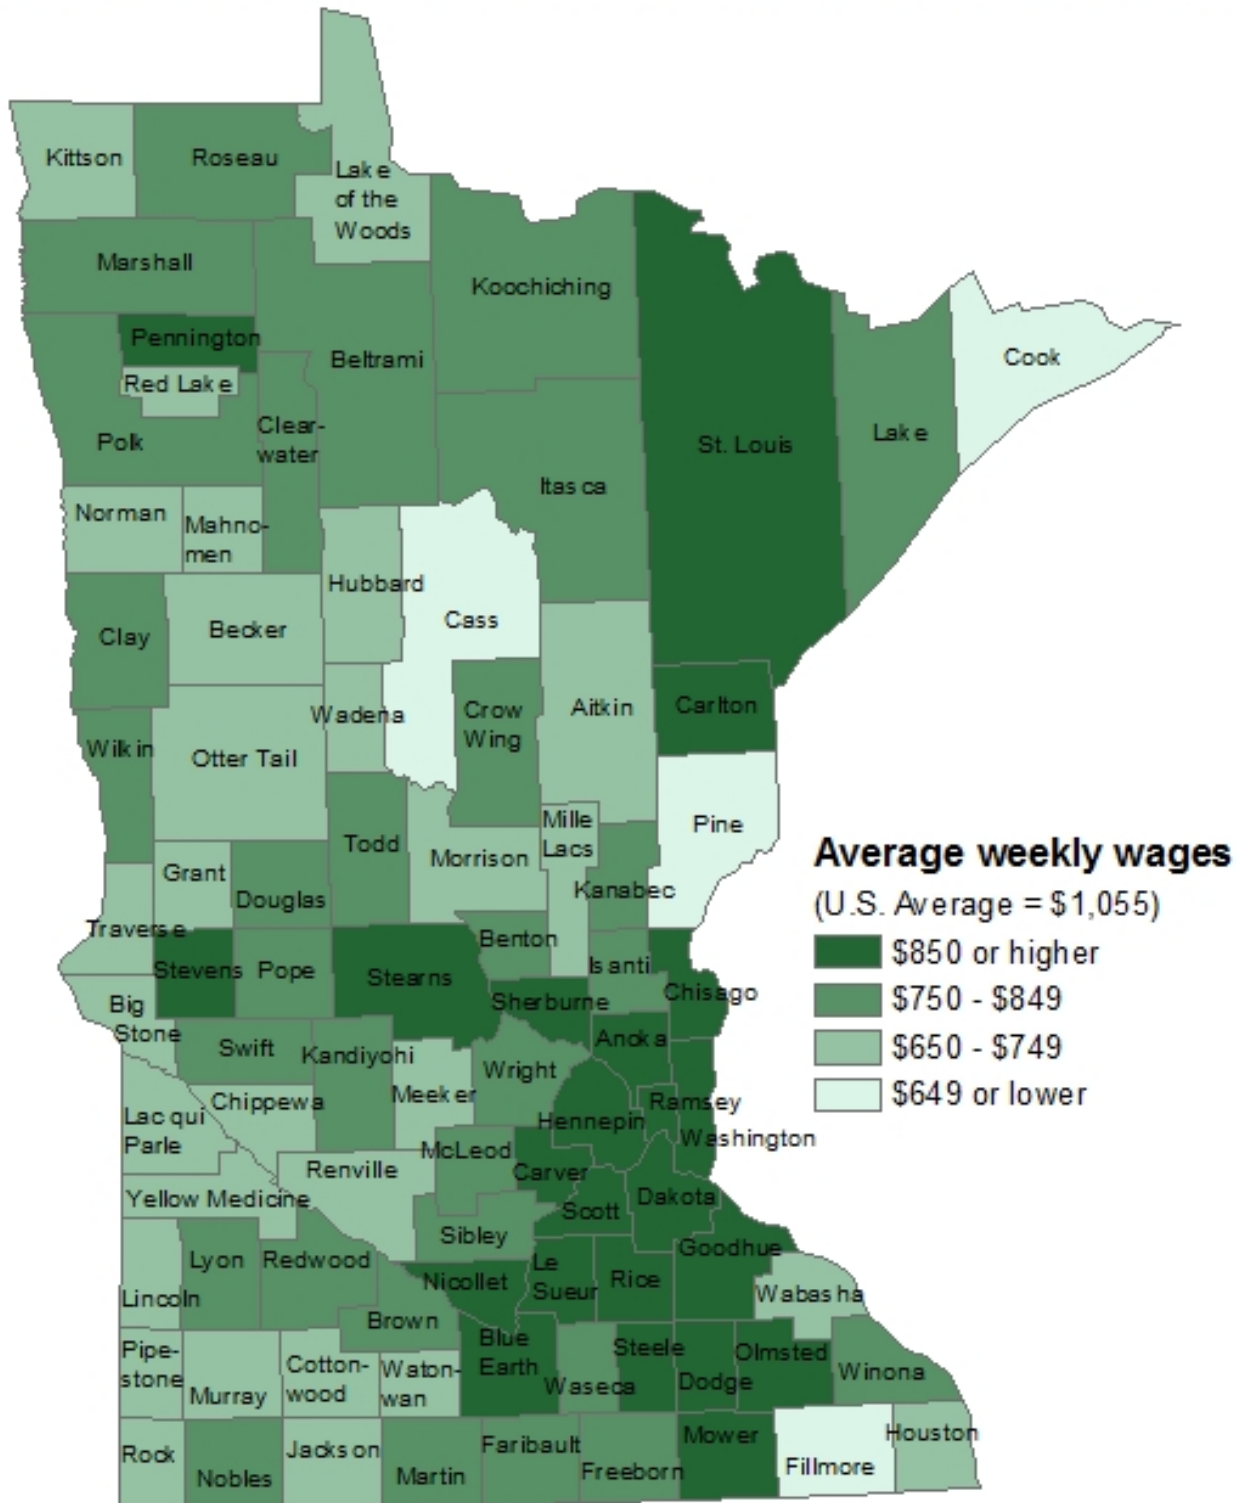 Kittson
Roseau
Lake
of the
Woods
Marshall
Koochiching
Pennington
Beltrami
Cook
Red Lake
Clear-
water
Polk
St. Louis
Lake
Itasca
Norman
Mahno-
men
Hubbard
Cass
Clay
Becker
Wadena
Crow
Wing
Aitkin
Carlton
Wilkin
Otter Tail
Mille
Lacs
Pine
Todd
Morrison
Grant
Douglas
Kanabec
Average weekly wages
(U.S. Average = $1,055)
$850 or higher
$750 - $849
$650 - $749
$649 or lower
Traverse
Benton
Stevens
Pope
Stearns
Isanti
Chisago
Big
Stone
Sherburne
Anoka
Swift
Kandiyohi
Wright
Meeker
Chippewa
Ramsey
Lac qui
Parle
Hennepin
Washington
McLeod
Renville
Carver
Yellow Medicine
Scott
Dakota
Sibley
Goodhue
Lyon
Redwood
Nicollet
Le
Sueur
Rice
Wabasha
Lincoln
Brown
Blue
Earth
Steele
Olmsted
Pipe-
stone
Murray
Cotton-
wood
Waton-
wan
Waseca
Dodge
Winona
Rock
Nobles
Jackson
Martin
Faribault
Freeborn
Mower
Fillmore
Houston